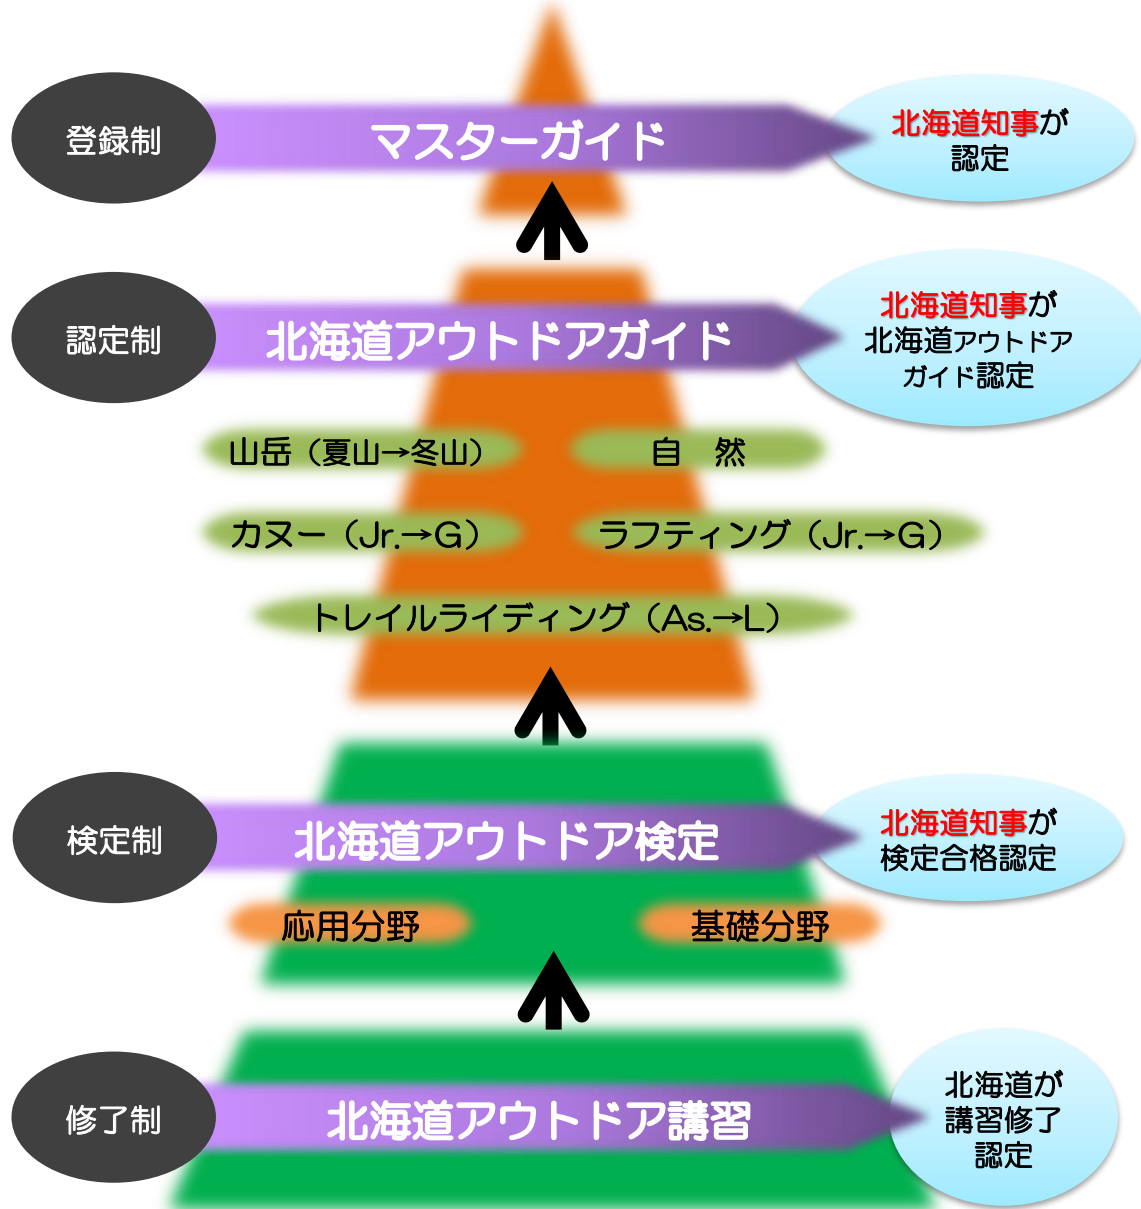 登録制
マスターガイド
北海道知事が
認定
認定制
北海道アウトドアガイド
北海道知事が
北海道アウトドア
ガイド認定
山岳（夏山→冬山）
自　然
カヌー（Jr.→G）
ラフティング（Jr.→G）
トレイルライディング（As.→L）
検定制
北海道アウトドア検定
北海道知事が
検定合格認定
応用分野
基礎分野
修了制
北海道アウトドア講習
北海道が
講習修了
認定